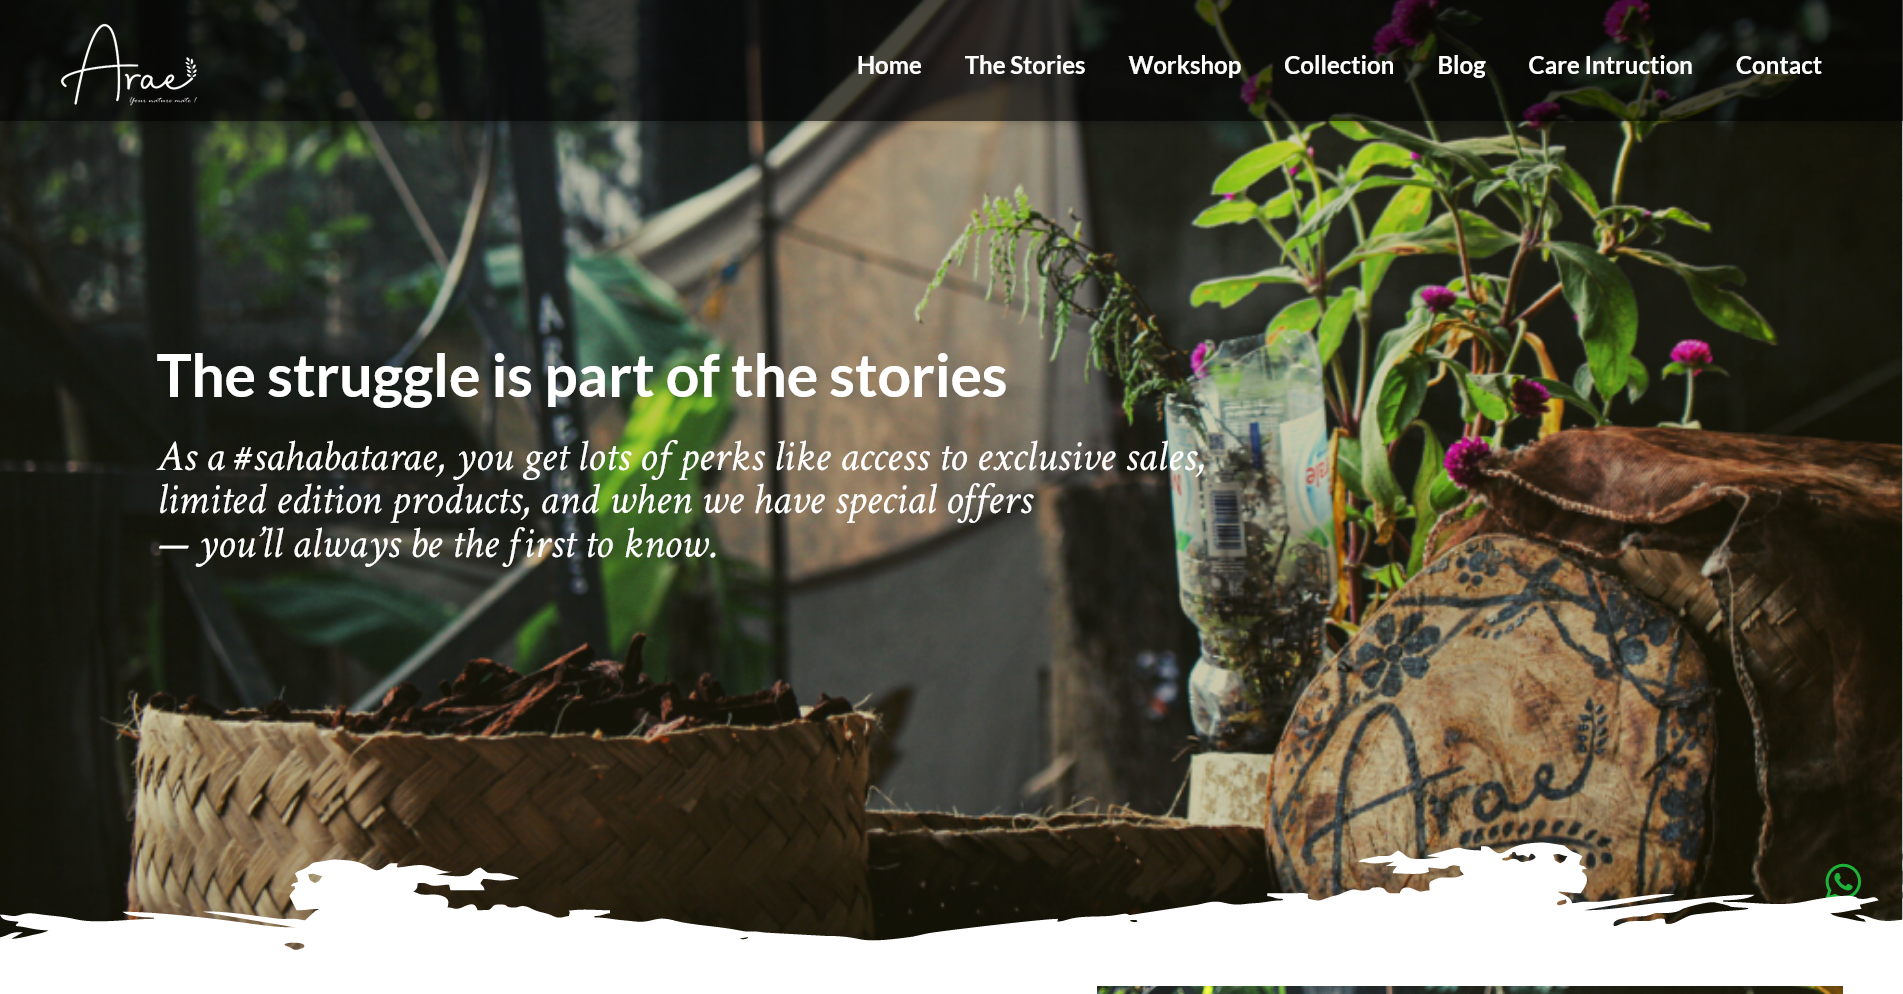 Arae
Your nature mate !
Home
The Stories
Workshop
Collection
Blog
Care Intruction
Contact
The struggle is part of the stories
As a #sahabatarae, you get lots of perks like access to exclusive sales,
limited edition products, and when we have special offers
— you’ll always be the first to know.
Arae